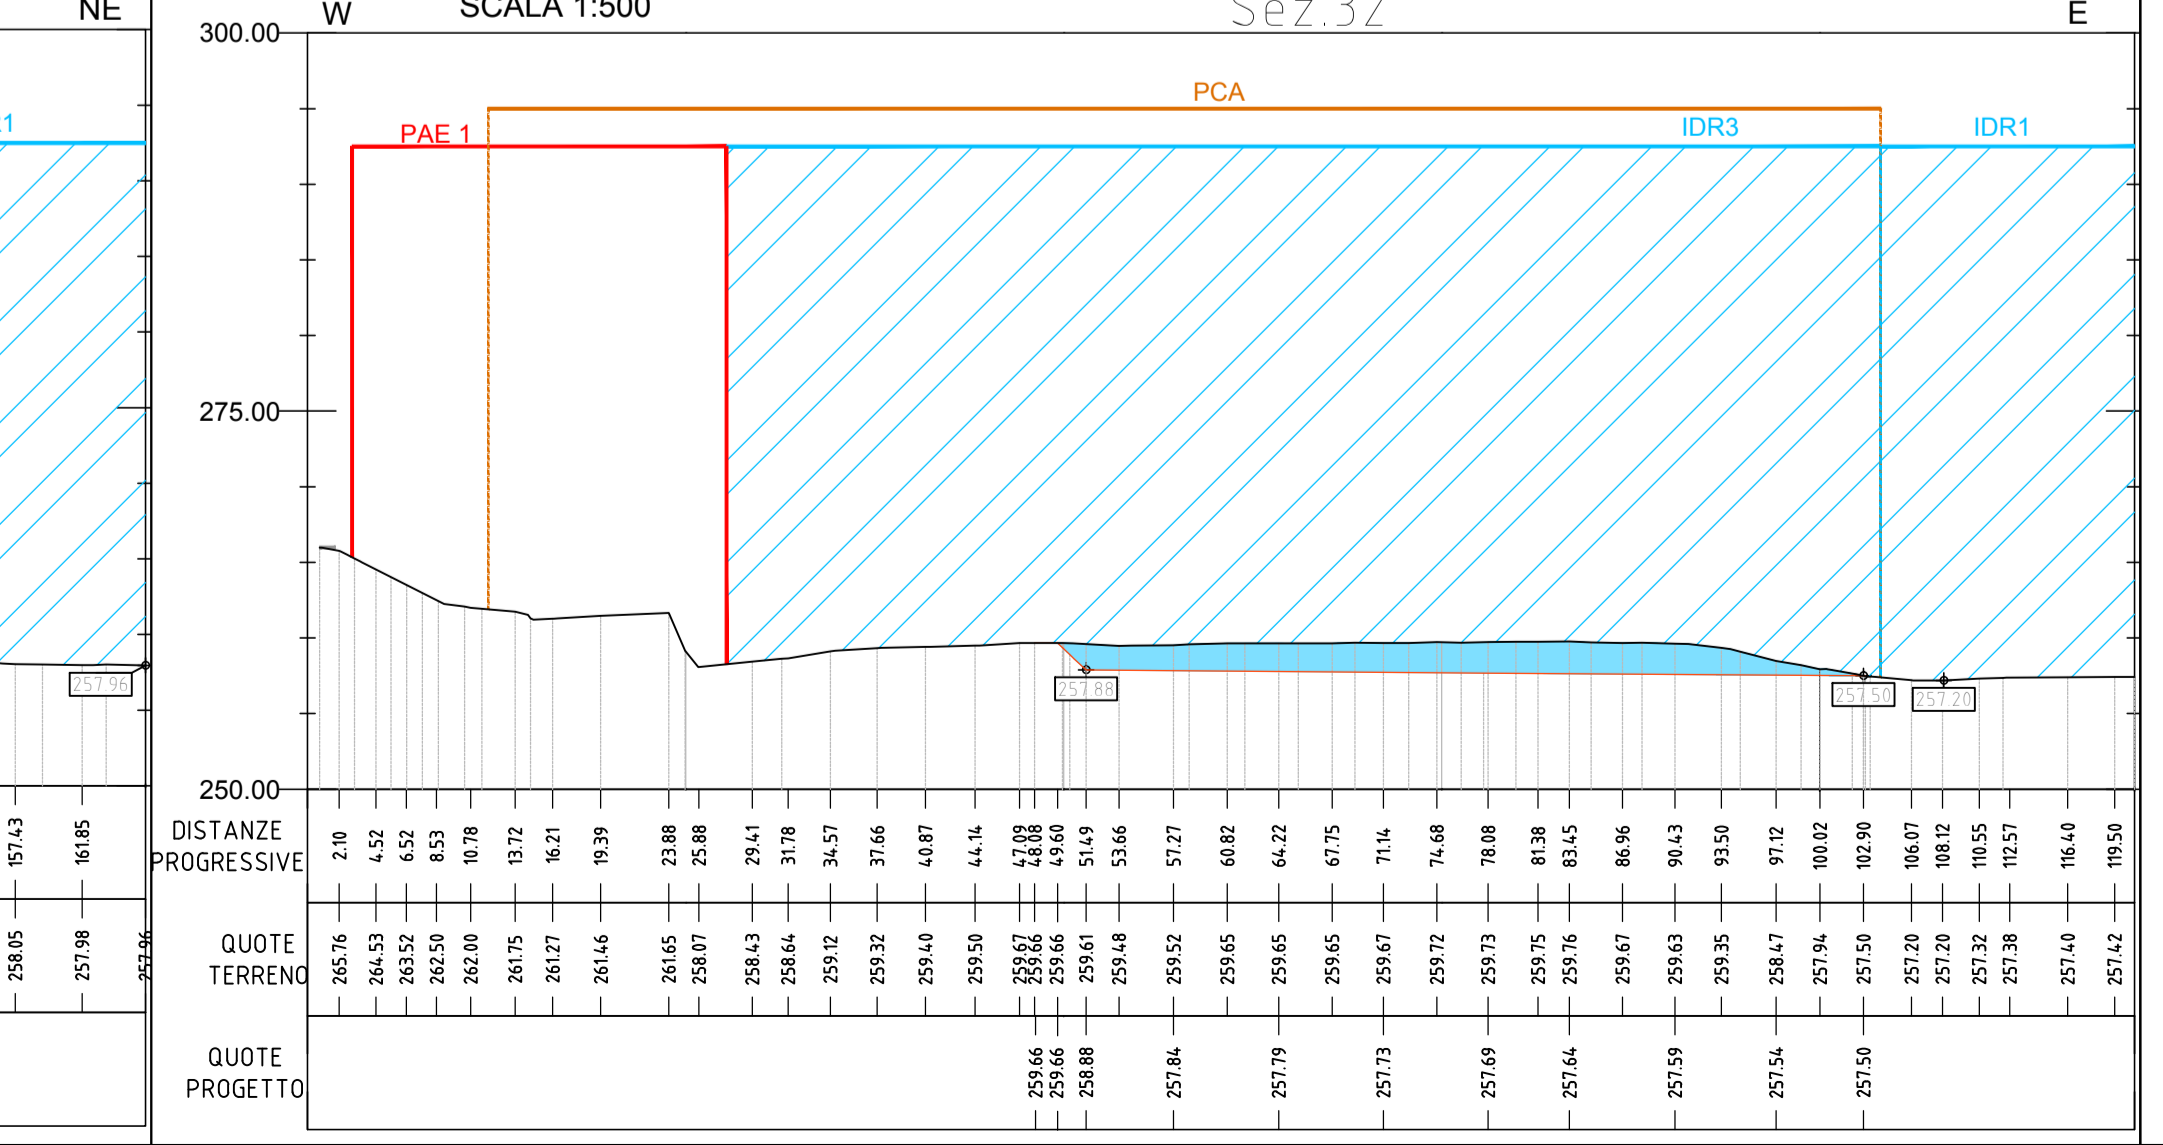 NE
W
SCALA 1:500
Sez.32
E
300.00
PCA
PAE 1
IDR3
IDR1
275.00
257.96
257.88
257.50
257.20
250.00
DISTANZE PROGRESSIVE
157.43 161.85
2.10 4.52 6.52 8.53 10.78 13.72 16.21 19.39 23.88 25.88 29.41 31.78 34.57 37.66 40.87 44.14 47.09 48.08 49.60 51.49 53.66 57.27 60.82 64.22 67.75 71.14 74.68 78.08 81.38 83.45 86.96 90.43 93.50 97.12 100.02 102.90 106.07 108.12 110.55 112.57 116.40 119.50
QUOTE TERRENO
258.05 257.98 257.96
265.76 264.53 263.52 262.50 262.00 261.75 261.27 261.46 261.65 258.07 258.43 258.64 259.12 259.32 259.40 259.50 259.67 259.66 259.66 259.61 259.48 259.52 259.65 259.65 259.65 259.67 259.72 259.73 259.75 259.76 259.67 259.63 259.35 258.47 257.94 257.50 257.20 257.20 257.32 257.38 257.40 257.42
QUOTE PROGETTO
259.66 259.66 258.88 257.84 257.79 257.73 257.69 257.64 257.59 257.54 257.50